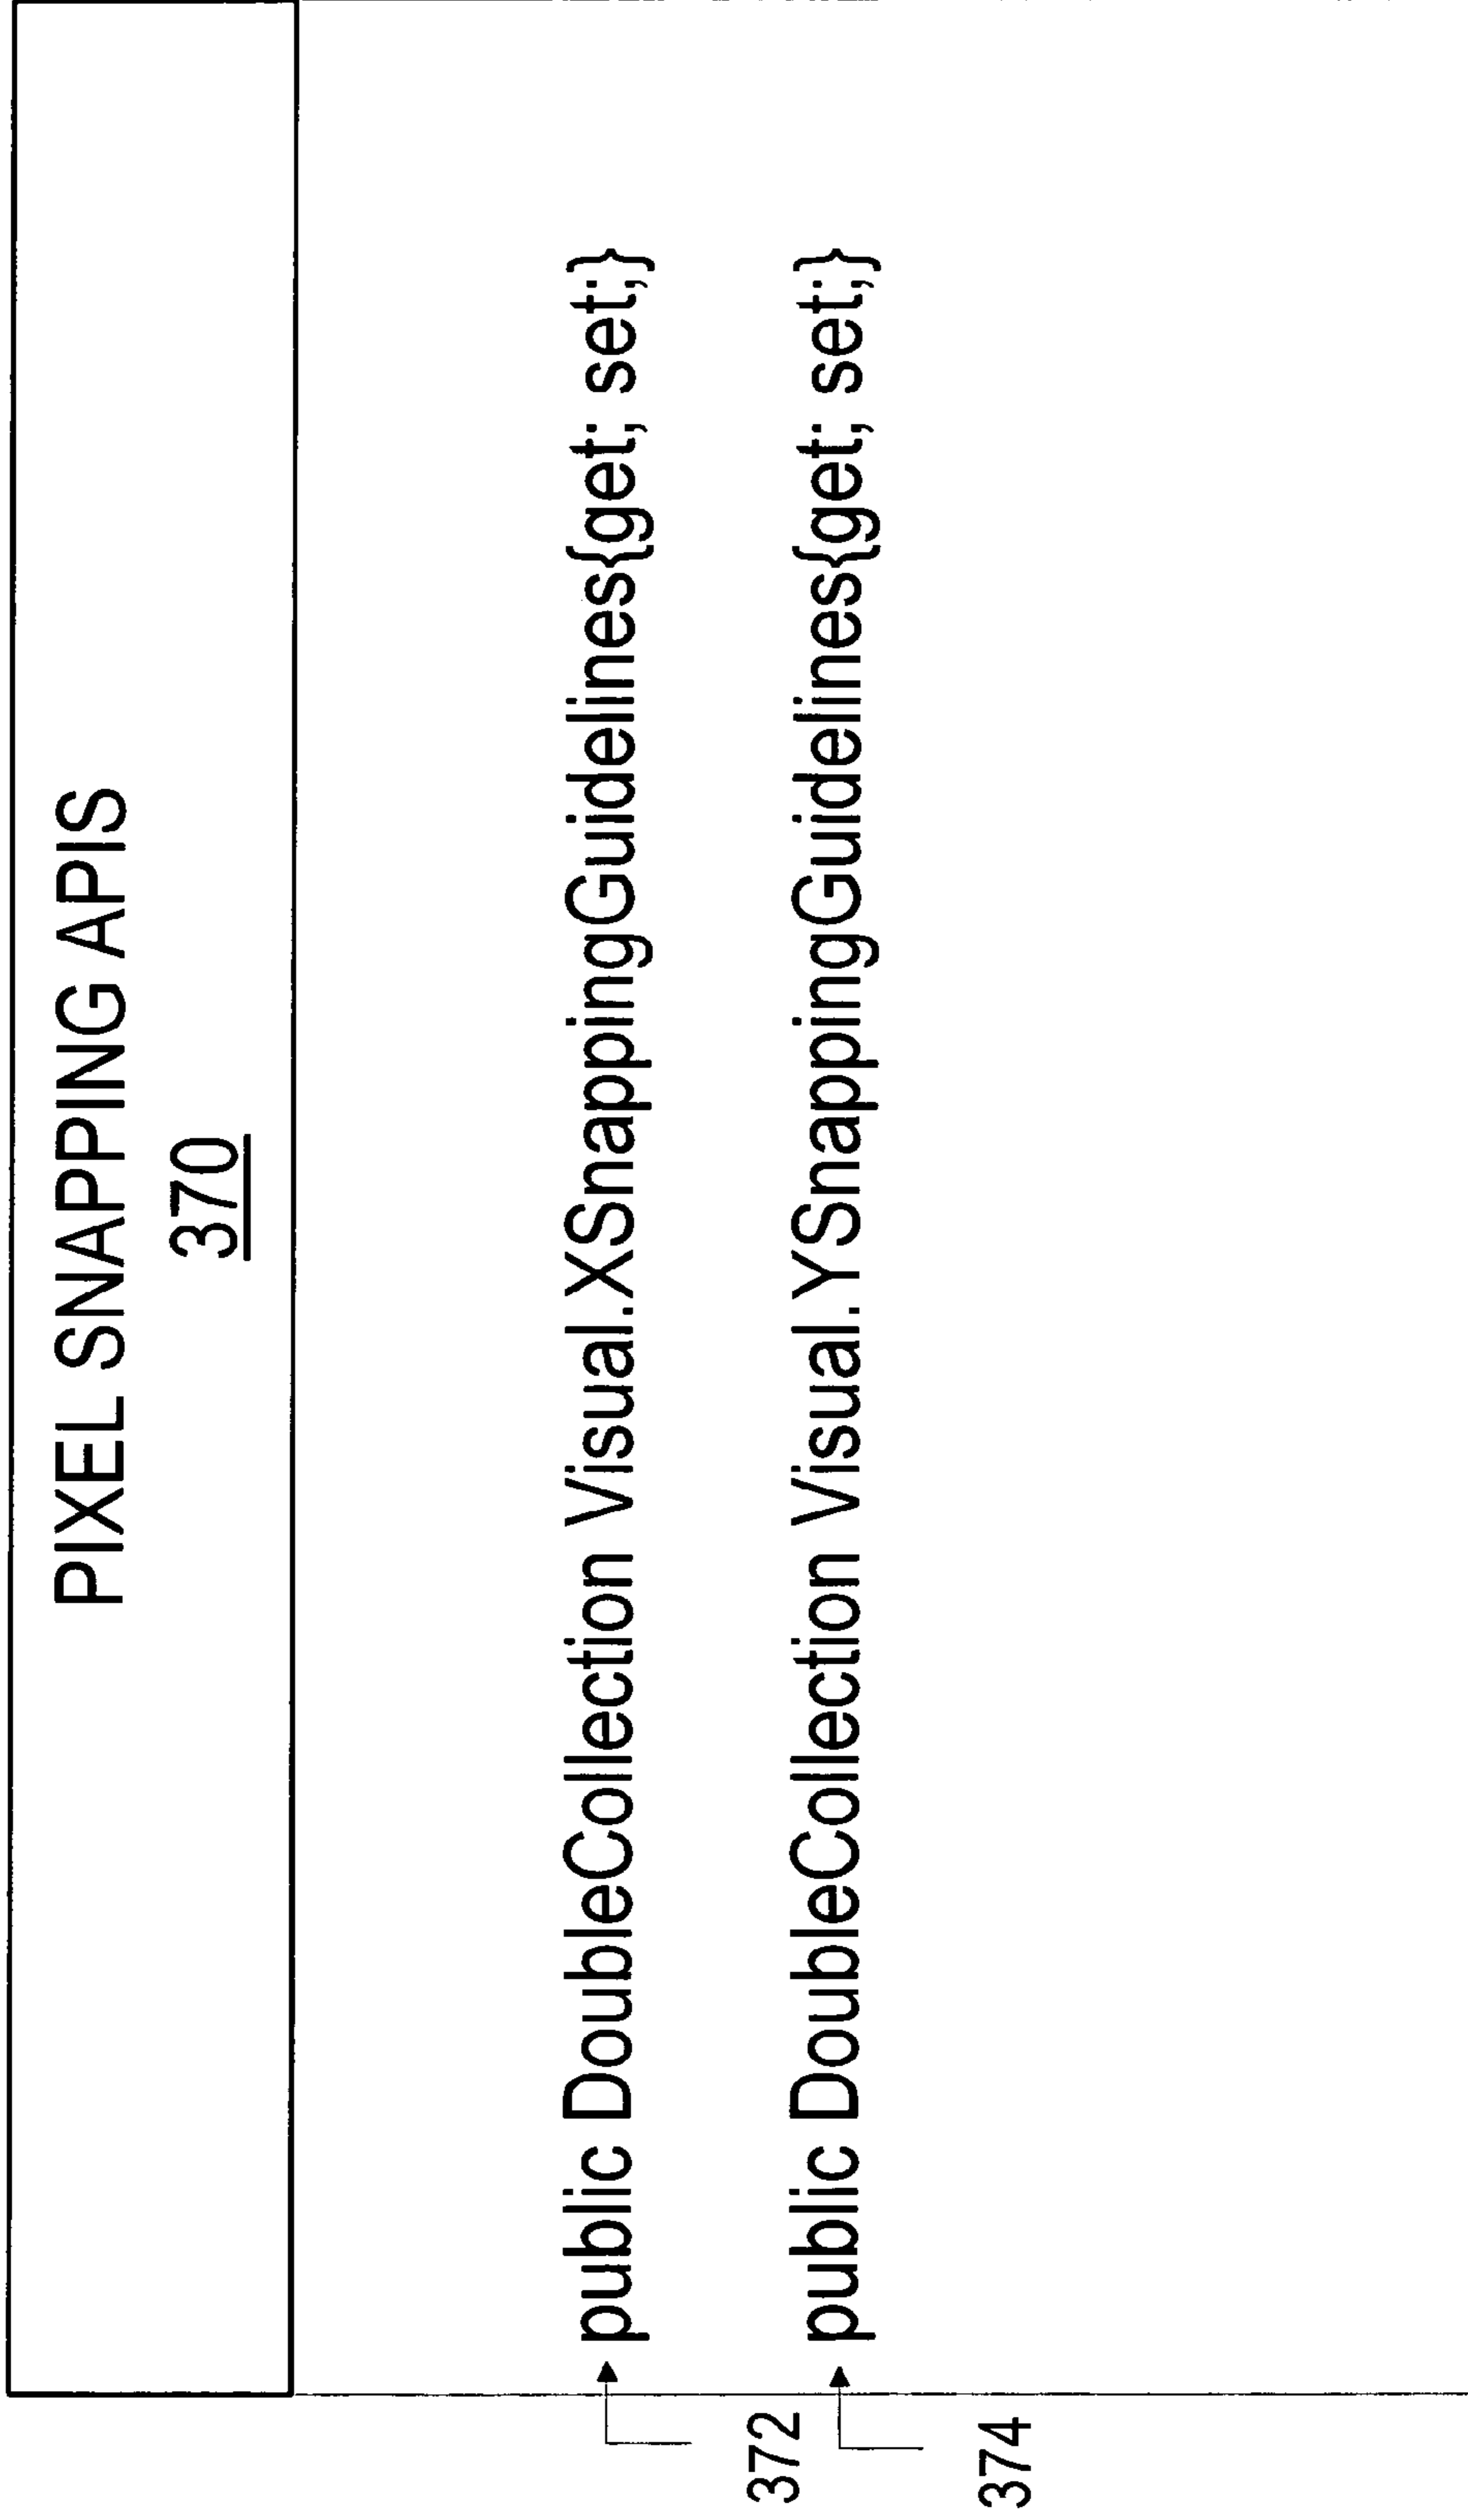 PIXEL SNAPPING APIS
370
public DoubleCollection Visual.XSnappingGuidelines{get; set;}
372
public DoubleCollection Visual.YSnappingGuidelines{get; set;}
374